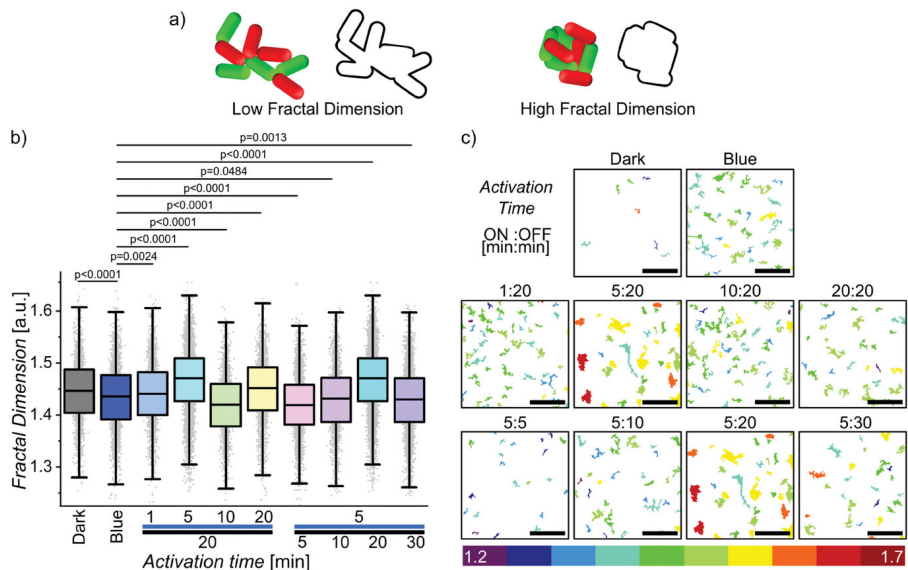 a)
Low Fractal Dimension
High Fractal Dimension
b)
p=0.0013
p<0.0001
p=0.0484
p<0.0001
p<0.0001
p<0.0001
p<0.0001
p=0.0024
p<0.0001
Fractal Dimension [a.u.]
1.6
1.5
1.4
1.3
Dark
Blue
1
5
10
20
5
20
5
10
20
30
Activation time [min]
c)
Dark
Blue
Activation
Time
ON :OFF
[min:min]
1:20
5:20
10:20
20:20
5:5
5:10
5:20
5:30
1.2
1.7